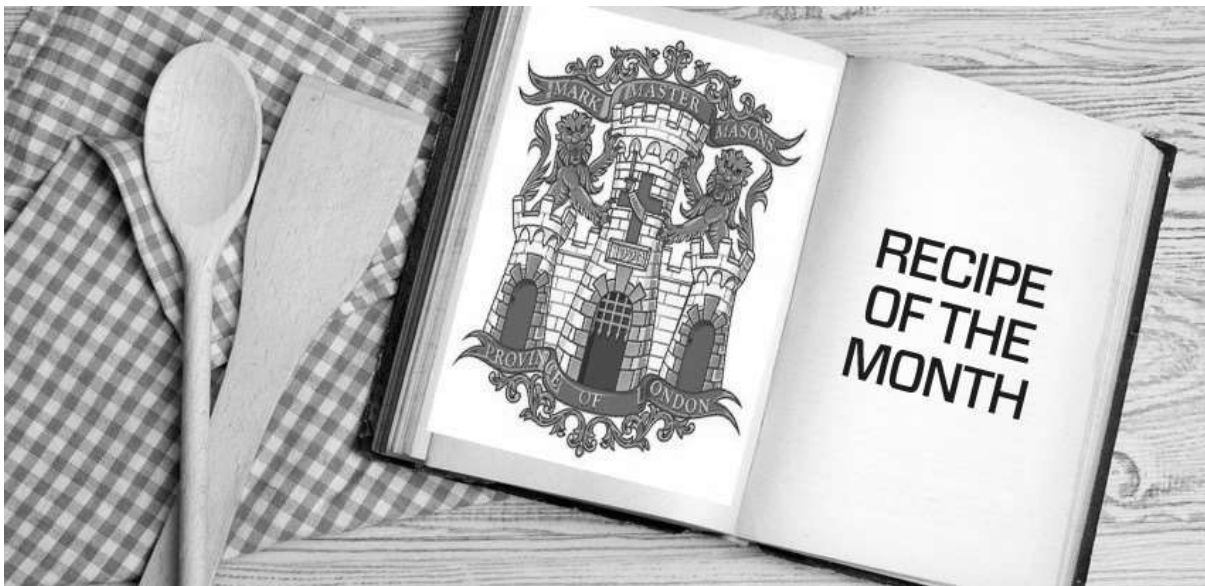 MARK MASTER MASONS
PROVINCE OF LONDON
RECIPE
OF THE
MONTH